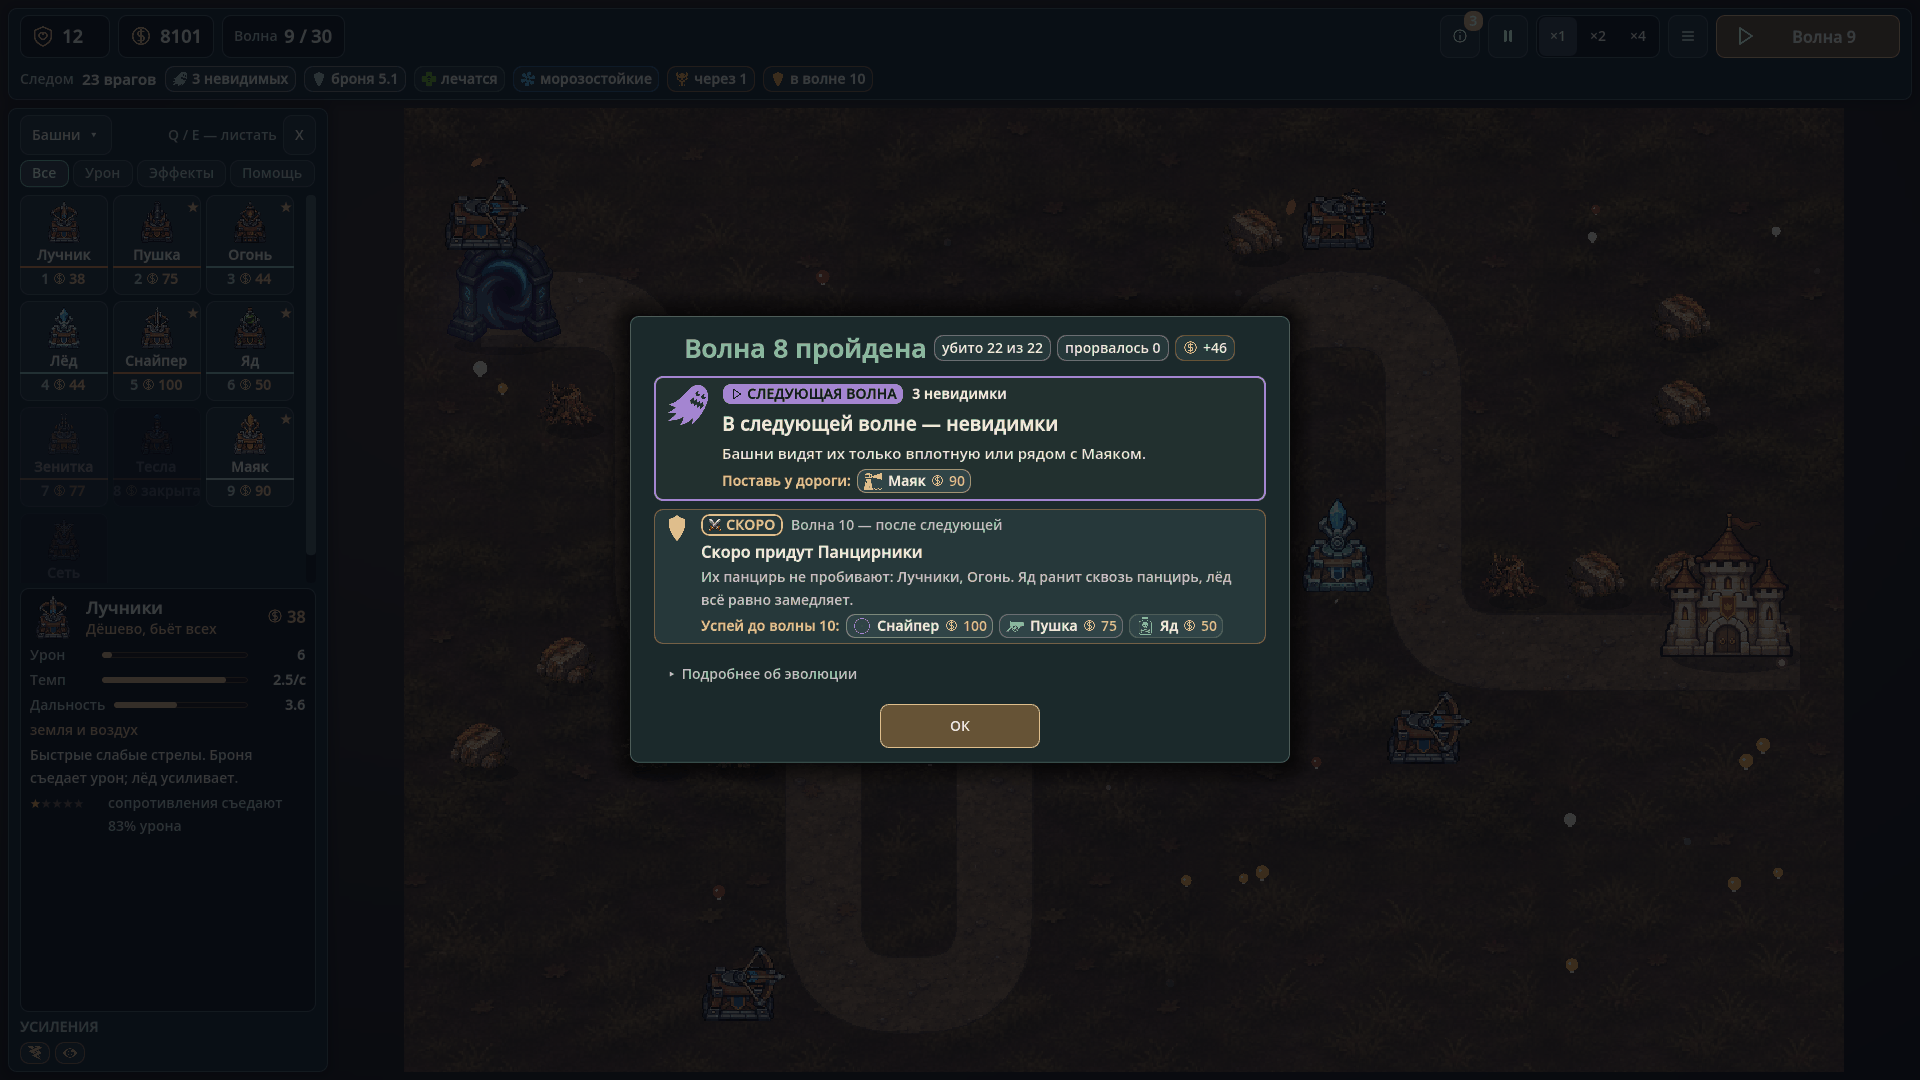 12
8101
Волна 9 / 30
3
×1
×2
×4
Волна 9
Следом 23 врагов
3 невидимых
броня 5.1
лечатся
морозостойкие
через 1
в волне 10
Башни
Q / E — листать
X
Все
Урон
Эффекты
Помощь
Лучник
Пушка
Огонь
1 38
2 75
3 44
Лёд
Снайпер
Яд
4 44
5 100
6 50
Зенитка
Тесла
Маяк
7 77
8 закрыта
9 90
Сеть
Лучники
38
Дёшево, бьёт всех
Урон 6
Темп 2.5/с
Дальность 3.6
земля и воздух
Быстрые слабые стрелы. Броня
съедает урон; лёд усиливает.
★★★★★ сопротивления съедают
83% урона
УСИЛЕНИЯ
Волна 8 пройдена
убито 22 из 22
прорвалось 0
+46
СЛЕДУЮЩАЯ ВОЛНА 3 невидимки
В следующей волне — невидимки
Башни видят их только вплотную или рядом с Маяком.
Поставь у дороги: Маяк 90
СКОРО Волна 10 — после следующей
Скоро придут Панцирники
Их панцирь не пробивают: Лучники, Огонь. Яд ранит сквозь панцирь, лёд
всё равно замедляет.
Успей до волны 10: Снайпер 100 Пушка 75 Яд 50
Подробнее об эволюции
ОК